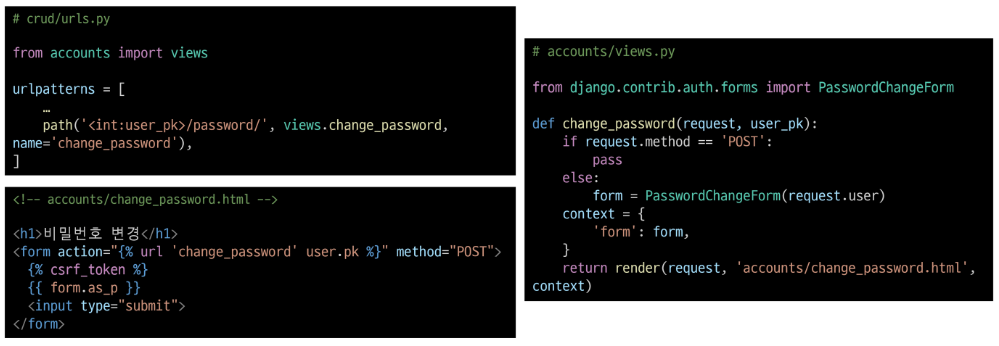 # crud/urls.py
from accounts import views
urlpatterns = [
…
path('<int:user_pk>/password/', views.change_password,
name='change_password'),
]
<!-- accounts/change_password.html -->
<h1>비밀번호 변경</h1>
<form action="{% url 'change_password' user.pk %}" method="POST">
{% csrf_token %}
{{ form.as_p }}
<input type="submit">
</form>
# accounts/views.py
from django.contrib.auth.forms import PasswordChangeForm
def change_password(request, user_pk):
if request.method == 'POST':
pass
else:
form = PasswordChangeForm(request.user)
context = {
'form': form,
}
return render(request, 'accounts/change_password.html',
context)